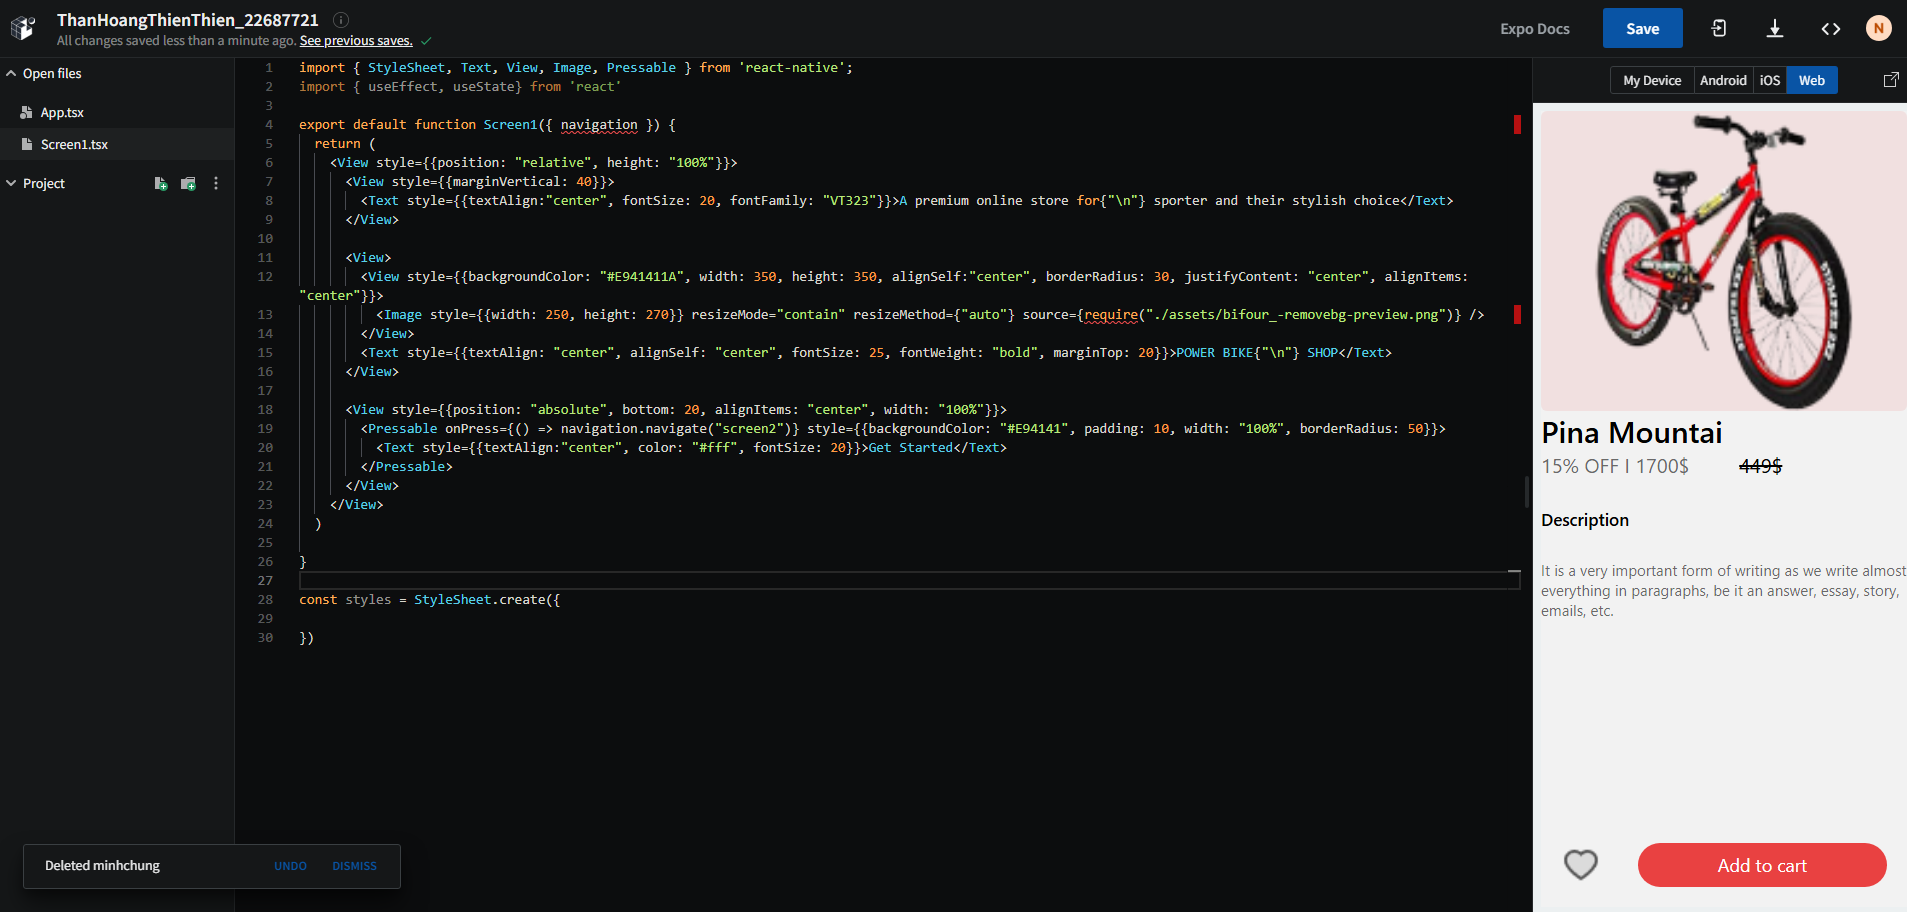 ThanHoangThienThien_22687721
All changes saved less than a minute ago. See previous saves.
Expo Docs
Save
N
Open files
App.tsx
Screen1.tsx
Project
1 import { StyleSheet, Text, View, Image, Pressable } from 'react-native';
2 import { useEffect, useState} from 'react'
3
4 export default function Screen1({ navigation }) {
5 return (
6 <View style={{position: "relative", height: "100%"}}>
7 <View style={{marginVertical: 40}}>
8 <Text style={{textAlign:"center", fontSize: 20, fontFamily: "VT323"}}>A premium online store for{"\n"} sporter and their stylish choice</Text>
9 </View>
10
11 <View>
12 <View style={{backgroundColor: "#E941411A", width: 350, height: 350, alignSelf:"center", borderRadius: 30, justifyContent: "center", alignItems:
"center"}}>
13 <Image style={{width: 250, height: 270}} resizeMode="contain" resizeMethod={"auto"} source={require("./assets/bifour_-removebg-preview.png")} />
14 </View>
15 <Text style={{textAlign: "center", alignSelf: "center", fontSize: 25, fontWeight: "bold", marginTop: 20}}>POWER BIKE{"\n"} SHOP</Text>
16 </View>
17
18 <View style={{position: "absolute", bottom: 20, alignItems: "center", width: "100%"}}>
19 <Pressable onPress={() => navigation.navigate("screen2")} style={{backgroundColor: "#E94141", padding: 10, width: "100%", borderRadius: 50}}>
20 <Text style={{textAlign:"center", color: "#fff", fontSize: 20}}>Get Started</Text>
21 </Pressable>
22 </View>
23 </View>
24 )
25
26 }
27
28 const styles = StyleSheet.create({
29
30 })
My Device
Android
iOS
Web
Pina Mountai
15% OFF I 1700$ 449$
Description
It is a very important form of writing as we write almost
everything in paragraphs, be it an answer, essay, story,
emails, etc.
Add to cart
Deleted minhchung
UNDO
DISMISS